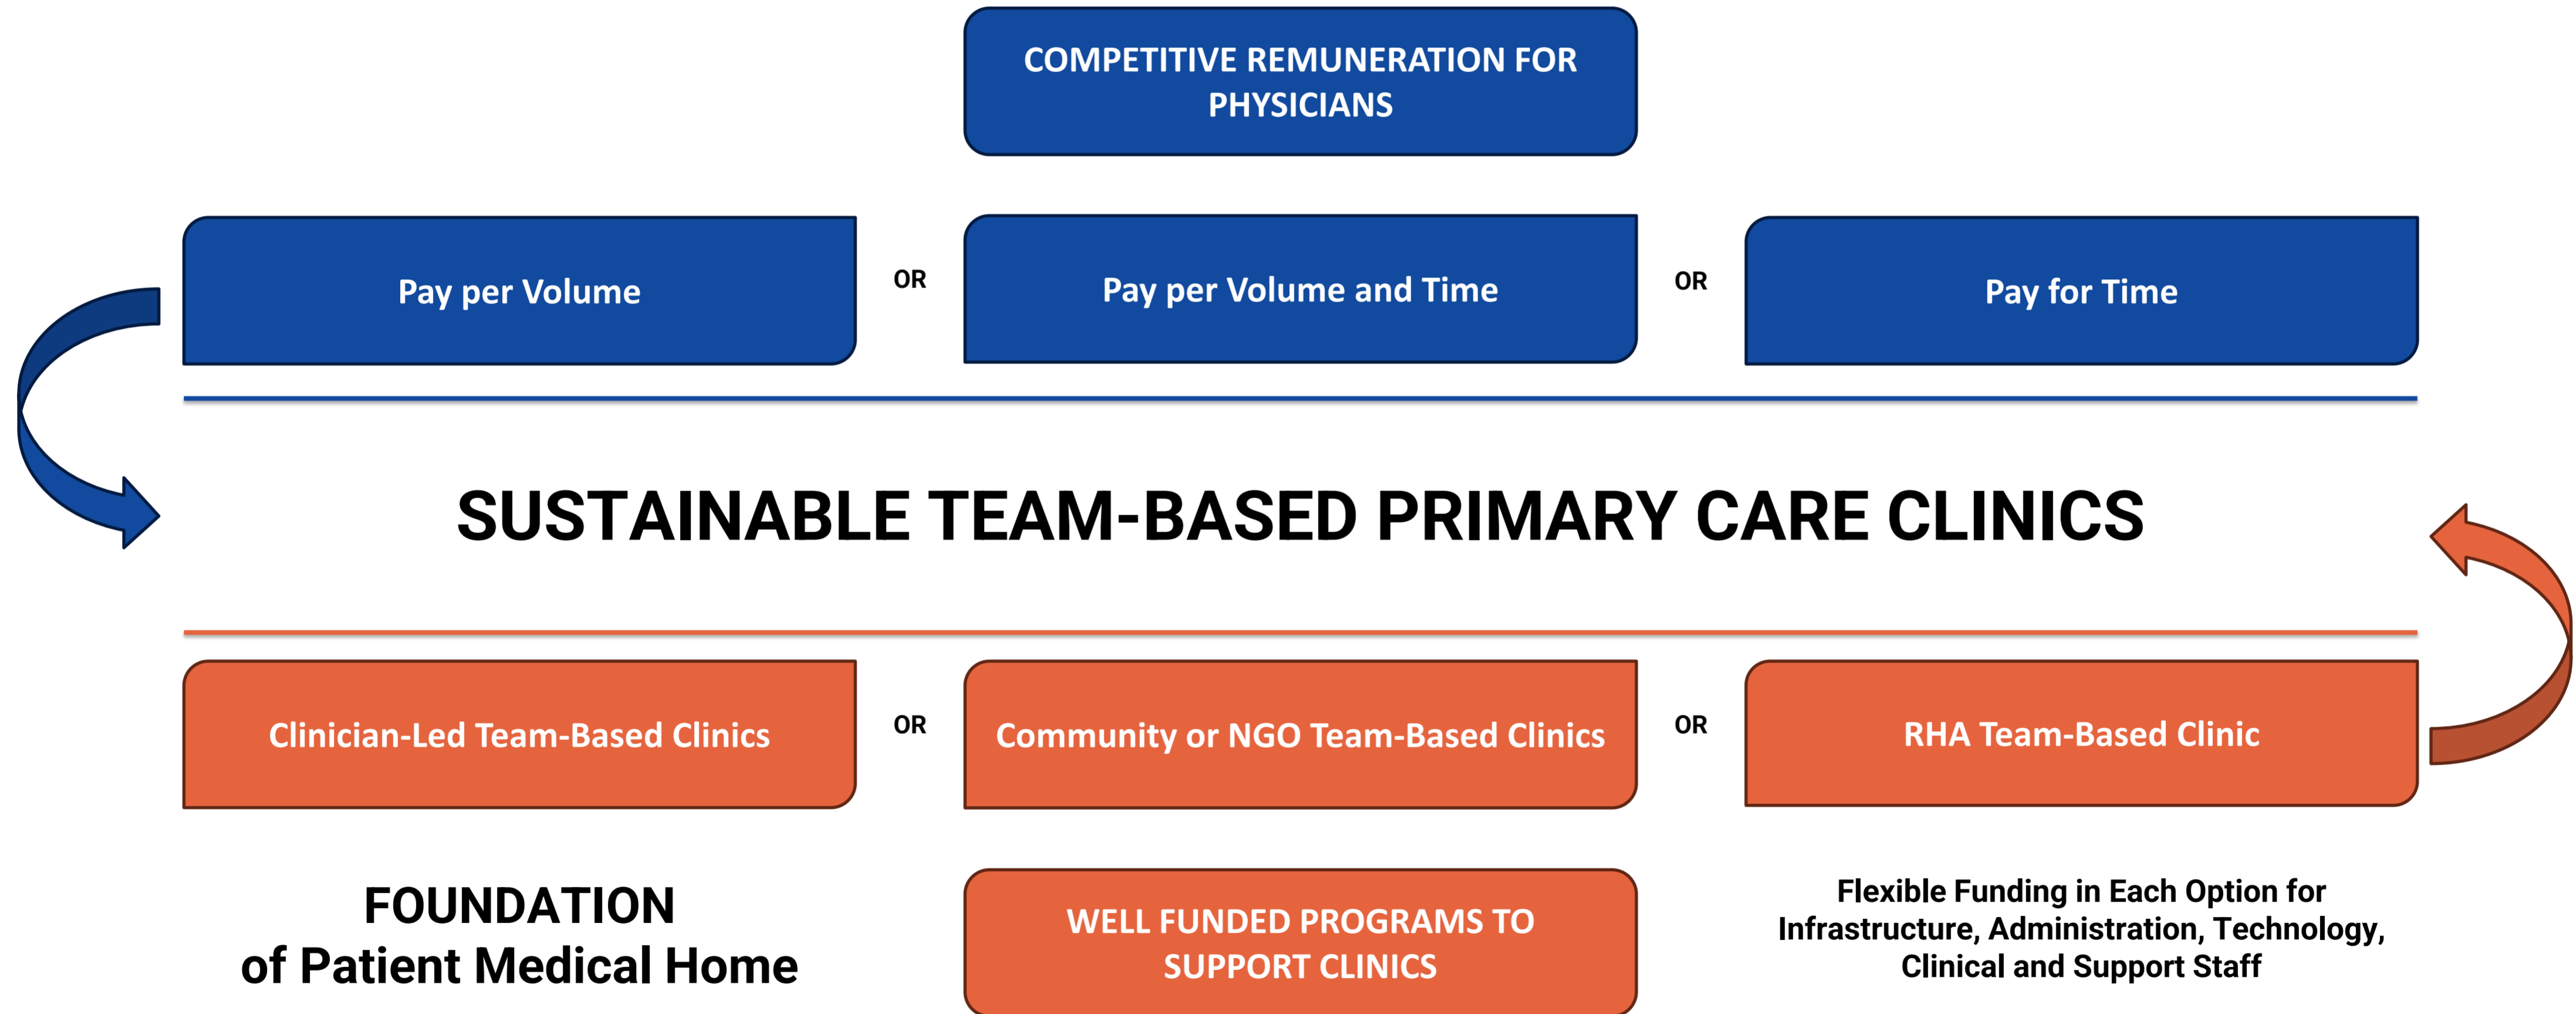 COMPETITIVE REMUNERATION FOR
PHYSICIANS
Pay per Volume
OR
Pay per Volume and Time
OR
Pay for Time
SUSTAINABLE TEAM-BASED PRIMARY CARE CLINICS
Clinician-Led Team-Based Clinics
OR
Community or NGO Team-Based Clinics
OR
RHA Team-Based Clinic
FOUNDATION
of Patient Medical Home
WELL FUNDED PROGRAMS TO
SUPPORT CLINICS
Flexible Funding in Each Option for
Infrastructure, Administration, Technology,
Clinical and Support Staff